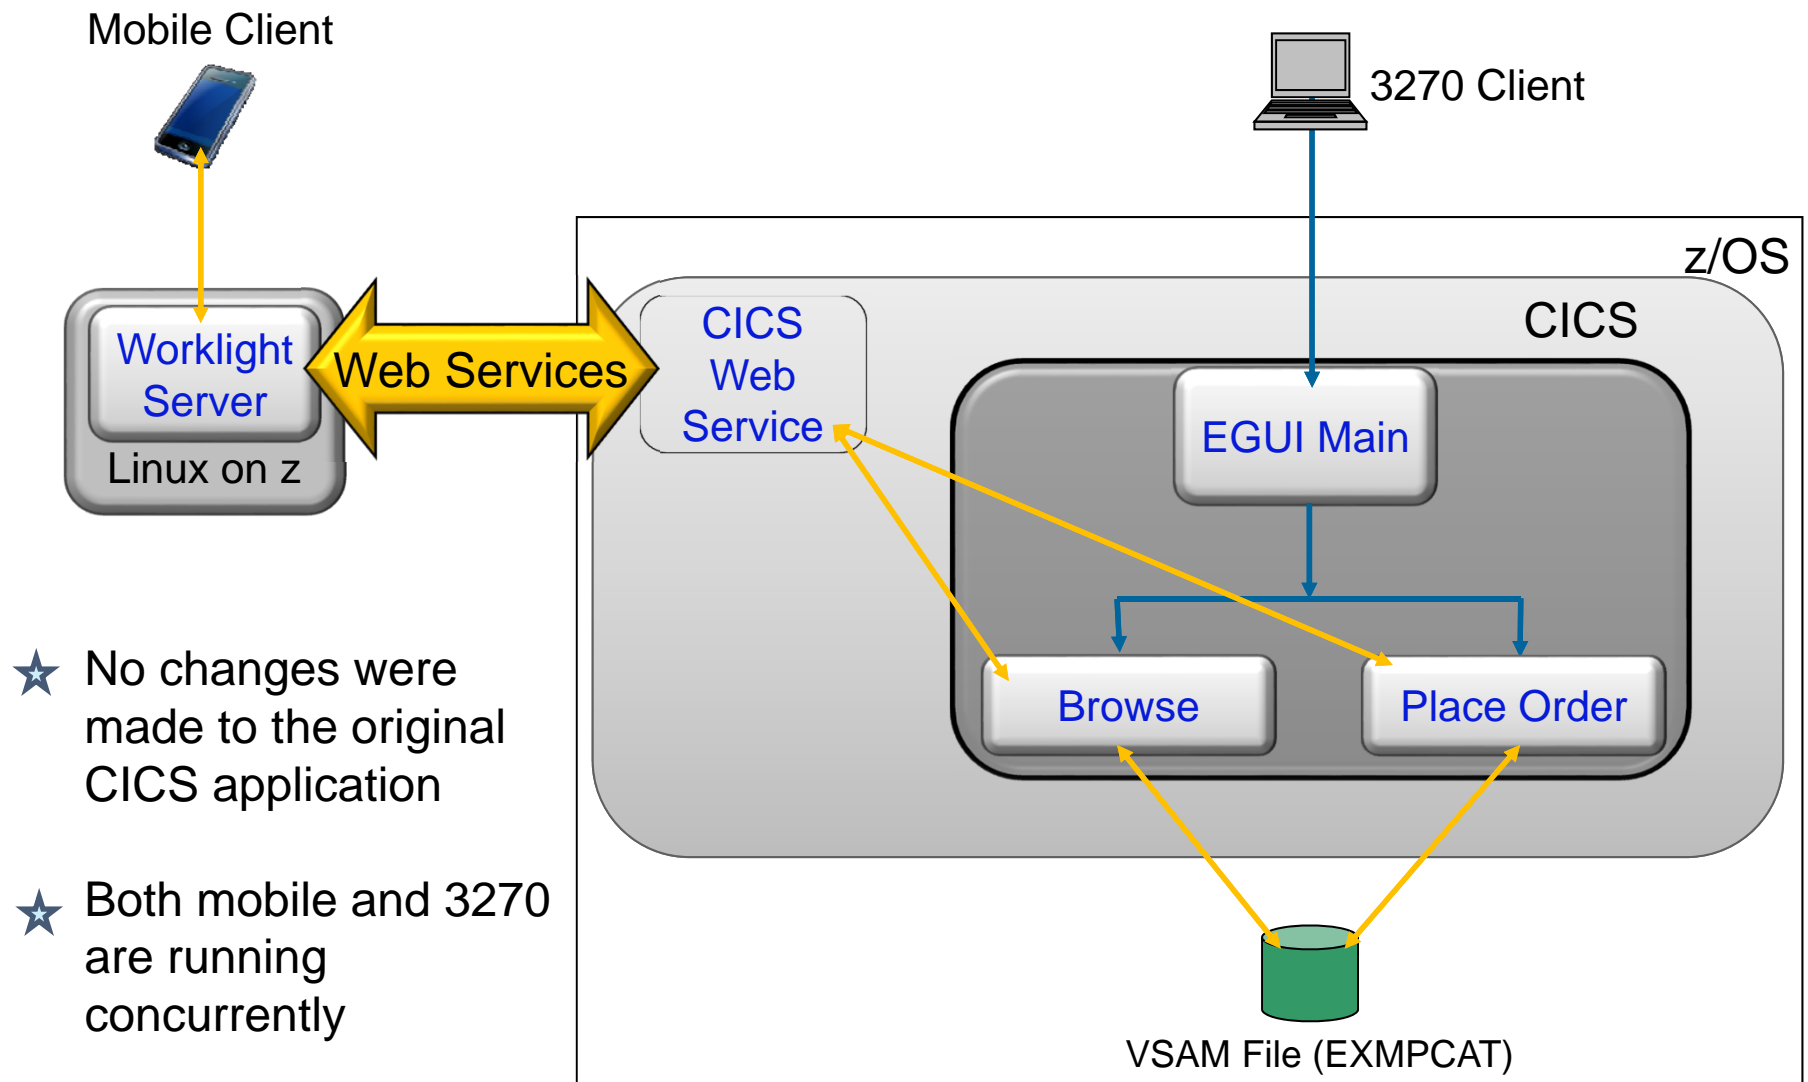 Mobile Client
3270 Client
z/OS
CICS
Worklight
Server
Linux on z
Web Services
CICS
Web
Service
EGUI Main
Browse
Place Order
No changes were
made to the original
CICS application
Both mobile and 3270
are running
concurrently
VSAM File (EXMPCAT)